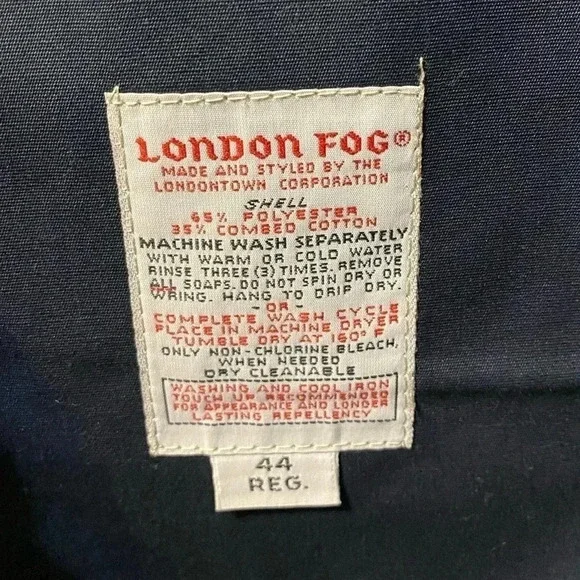 LONDON FOG®
MADE AND STYLED BY THE
LONDONTOWN CORPORATION
SHELL
65% POLYESTER
35% COMBED COTTON
MACHINE WASH SEPARATELY
WITH WARM OR COLD WATER
RINSE THREE (3) TIMES. REMOVE
ALL SOAPS. DO NOT SPIN DRY OR
WRING. HANG TO DRIP DRY.
- OR -
COMPLETE WASH CYCLE
PLACE IN MACHINE DRYER
TUMBLE DRY AT 160° F
ONLY NON-CHLORINE BLEACH,
WHEN NEEDED
DRY CLEANABLE
WASHING AND COOL IRON
TOUCH UP RECOMMENDED
FOR APPEARANCE AND LONGER
LASTING REPELLENCY
44
REG.